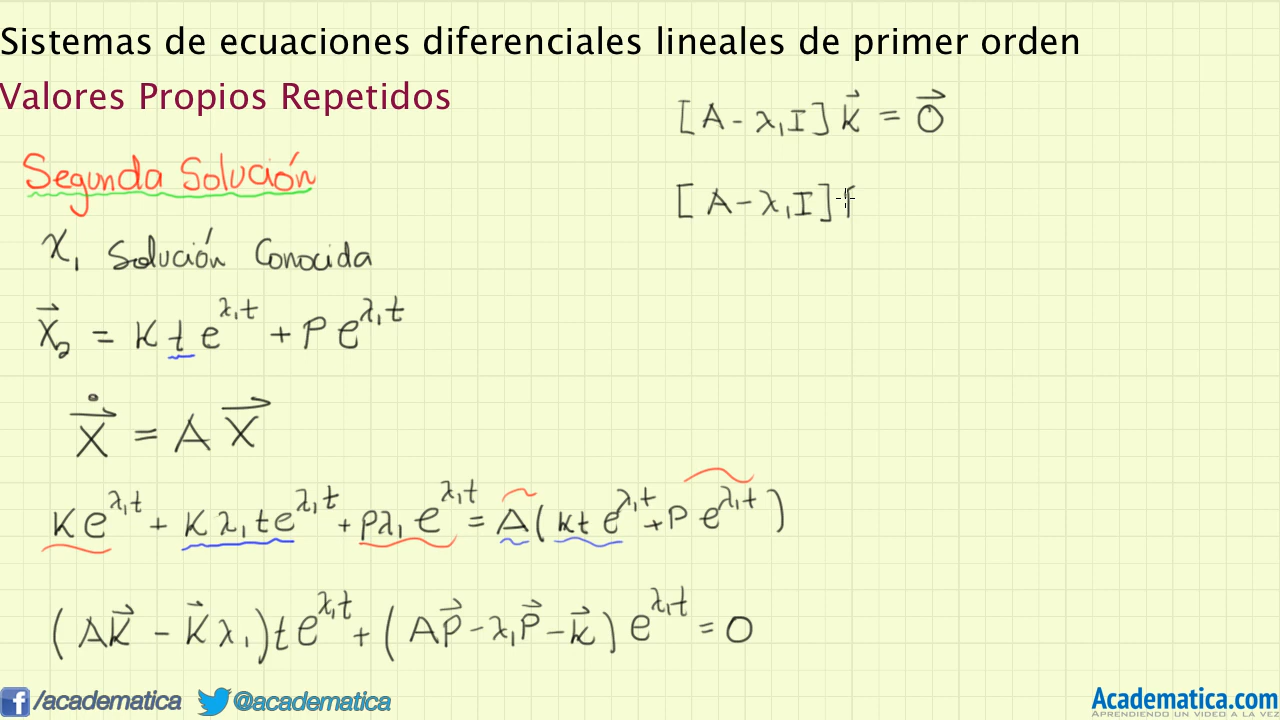 Sistemas de ecuaciones diferenciales lineales de primer orden
Valores Propios Repetidos
Segunda Solución
X₁ Solución Conocida
X⃗₂ = K t e^{λ₁t} + P e^{λ₁t}
Ẋ⃗ = A X⃗
K e^{λ₁t} + K λ₁ t e^{λ₁t} + P λ₁ e^{λ₁t} = A ( K t e^{λ₁t} + P e^{λ₁t} )
( A K⃗ - K⃗ λ₁ ) t e^{λ₁t} + ( A P⃗ - λ₁ P⃗ - K⃗ ) e^{λ₁t} = 0
[ A - λ₁ I ] K⃗ = 0⃗
[ A - λ₁ I ]
/academatica @academatica
Academatica.com
APRENDIENDO UN VIDEO A LA VEZ